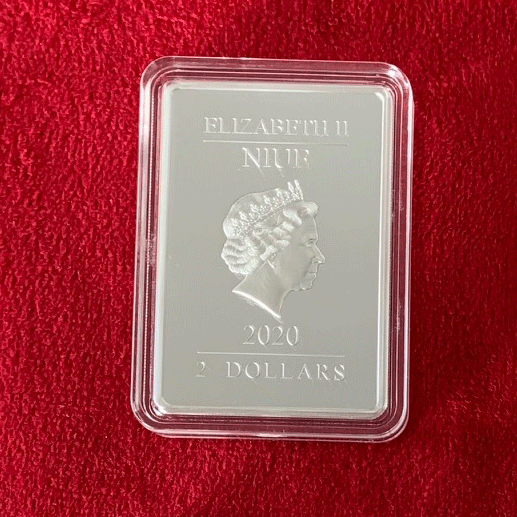 ELIZABETH II
NIUE
2020
2 DOLLARS